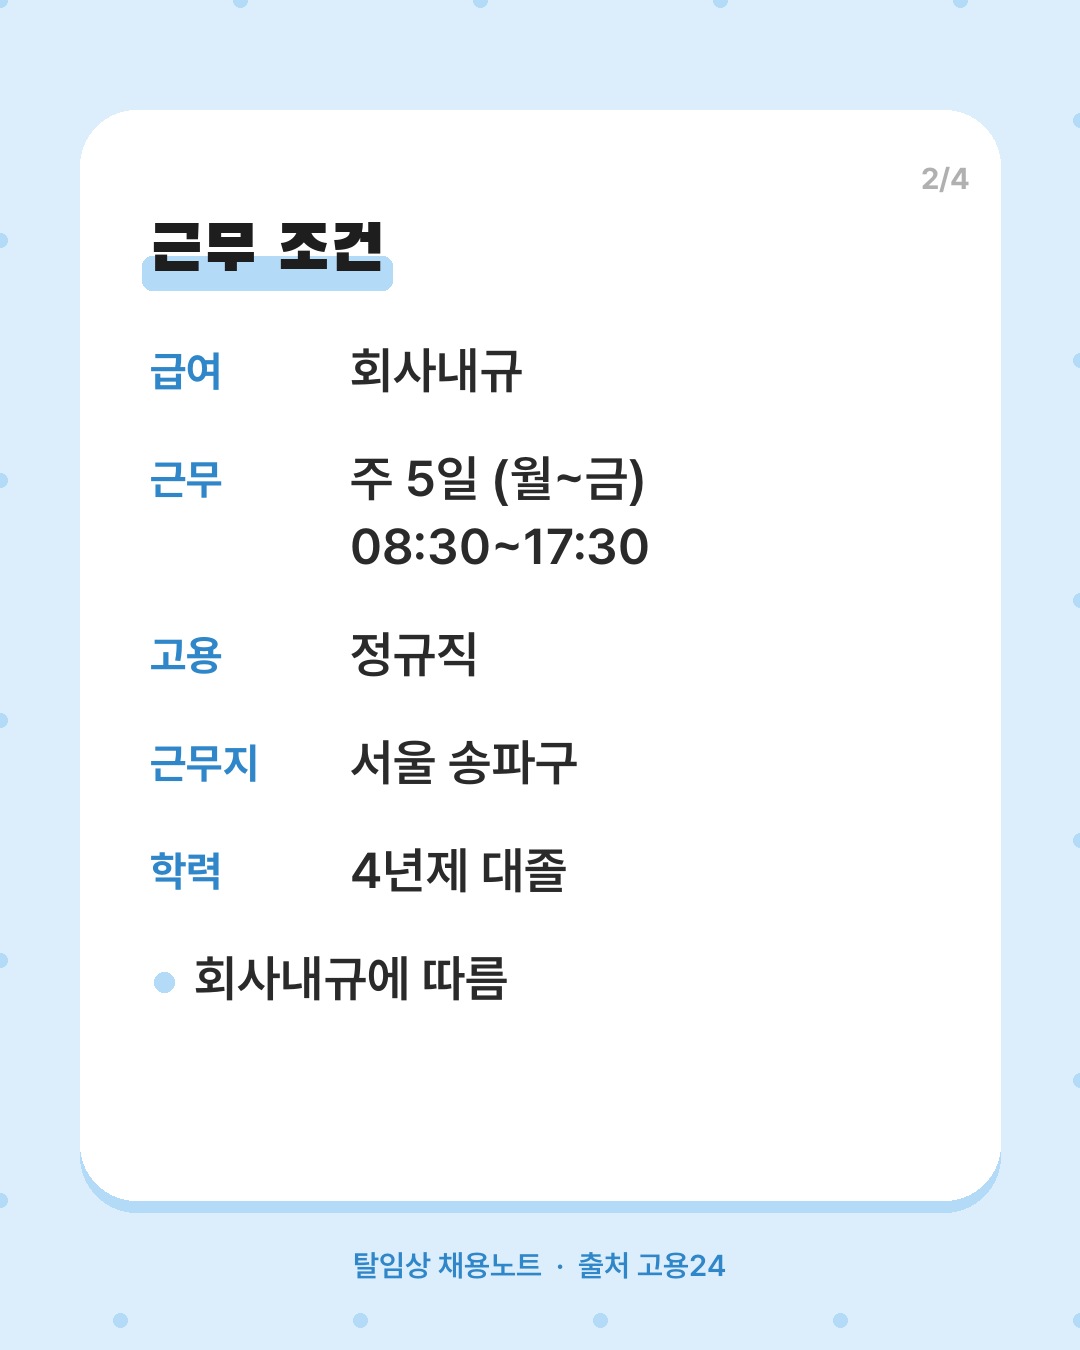 2/4
근무 조건
급여 회사내규
근무 주 5일 (월~금)
08:30~17:30
고용 정규직
근무지 서울 송파구
학력 4년제 대졸
회사내규에 따름
탈임상 채용노트 · 출처 고용24